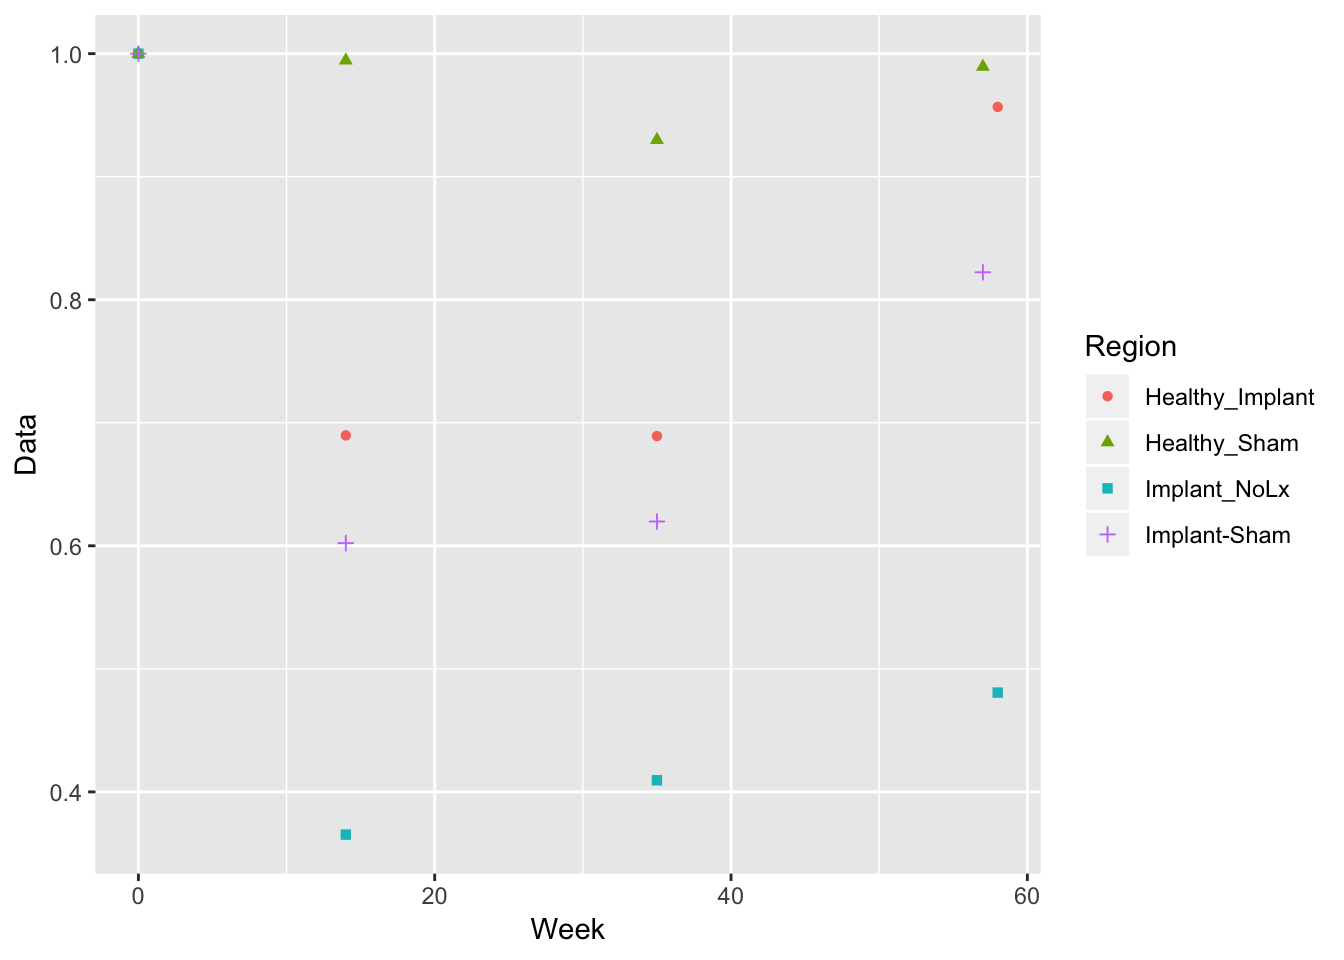 1.0
0.8
0.6
0.4
Data
0 20 40 60
Week
Region
Healthy_Implant
Healthy_Sham
Implant_NoLx
Implant-Sham